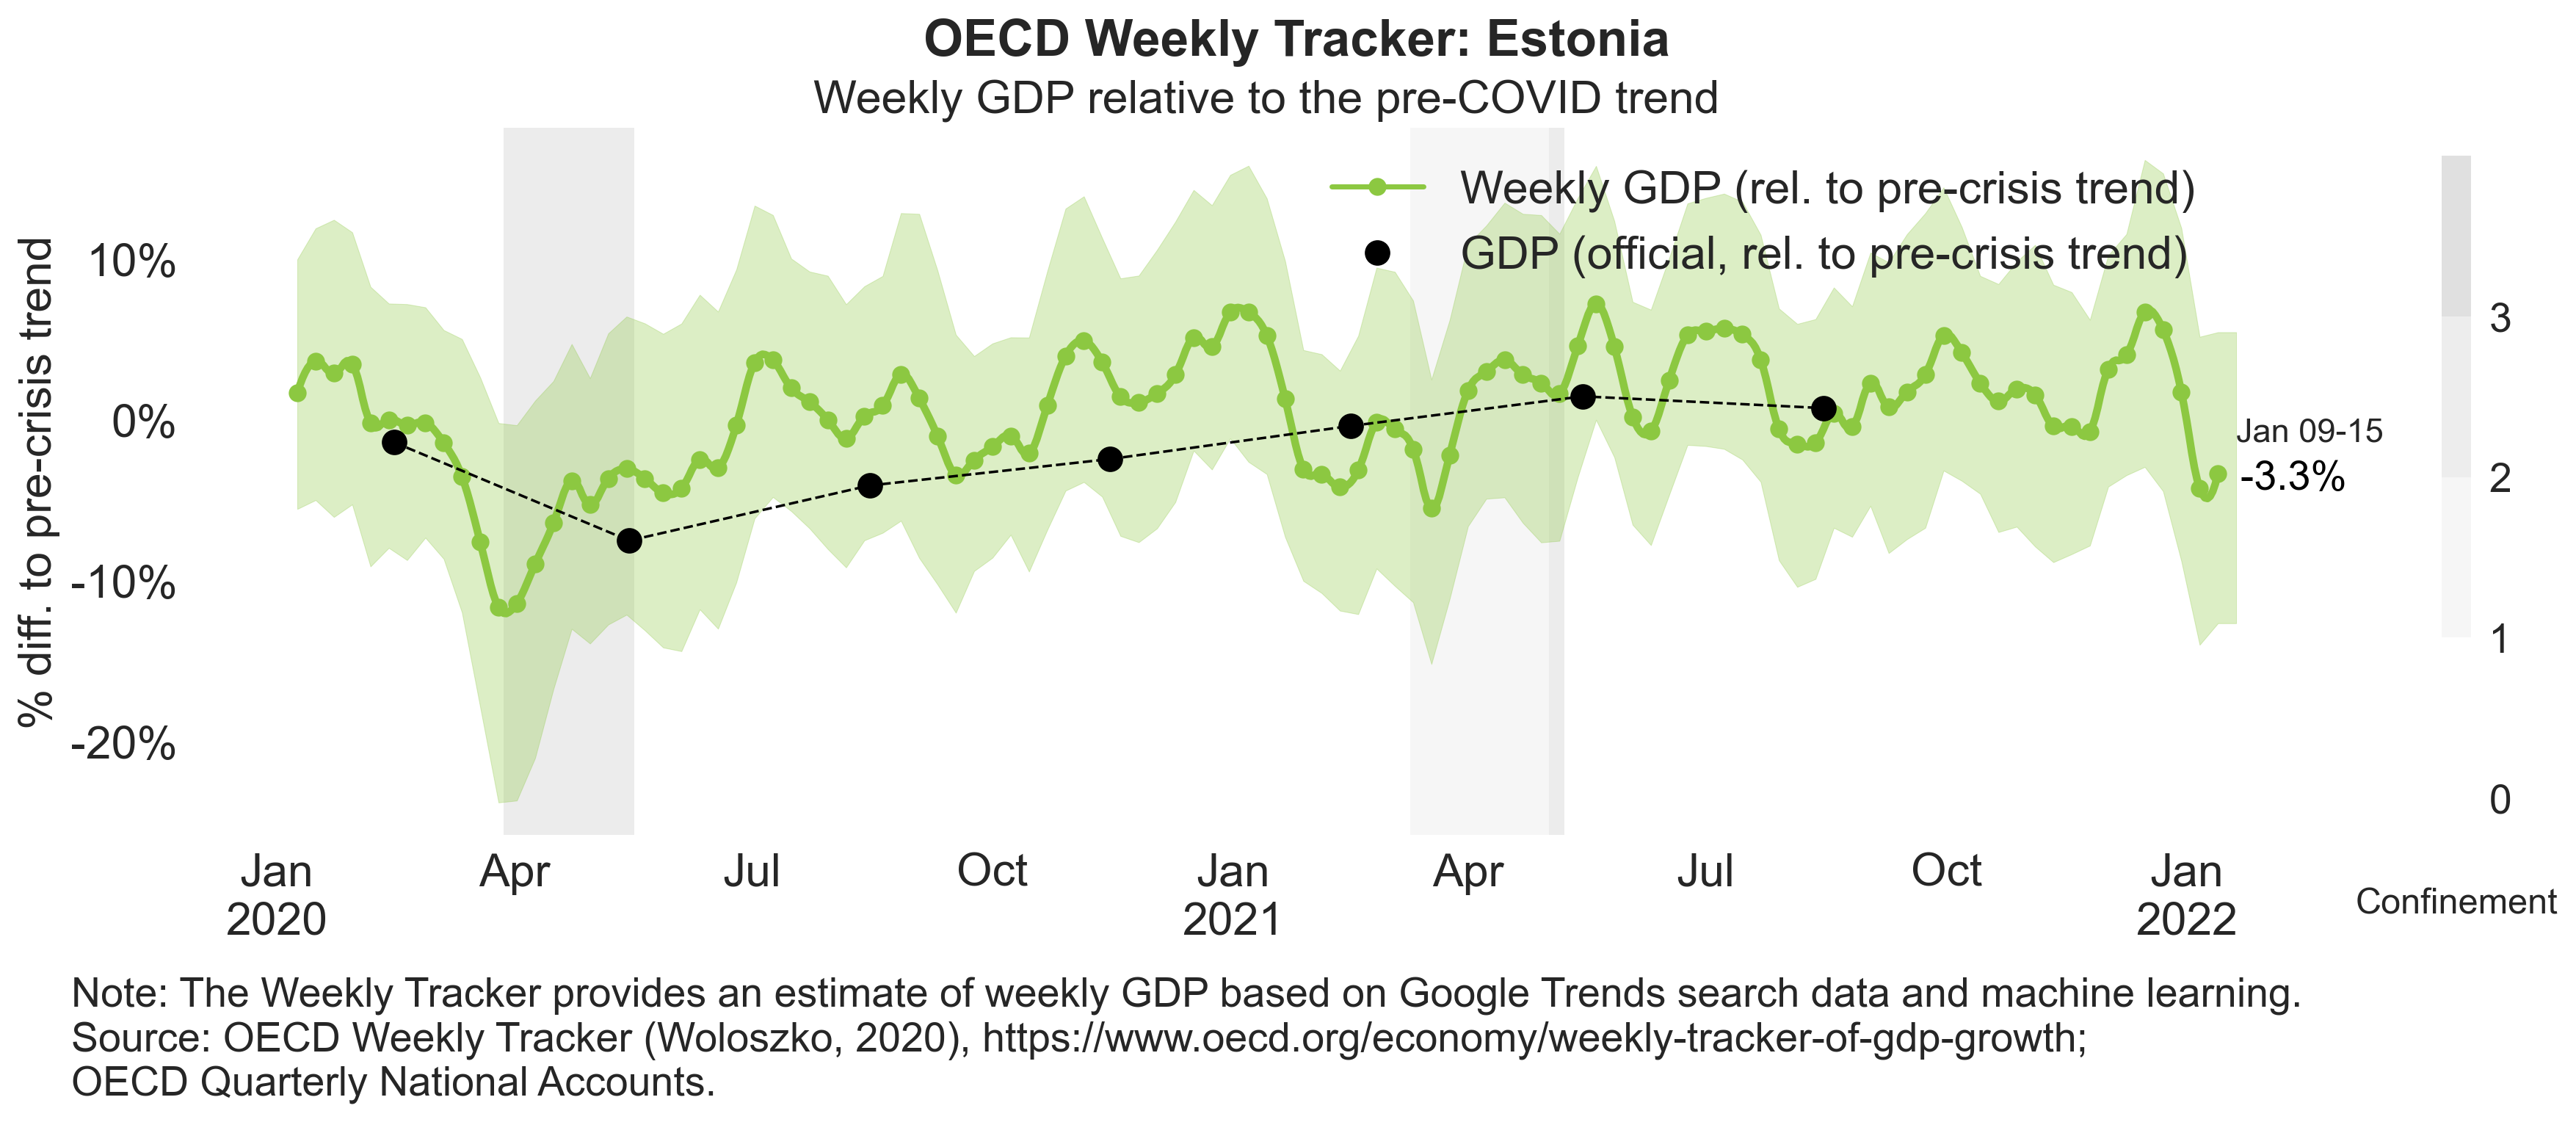 OECD Weekly Tracker: Estonia
Weekly GDP relative to the pre-COVID trend
Weekly GDP (rel. to pre-crisis trend)
GDP (official, rel. to pre-crisis trend)
% diff. to pre-crisis trend
10%
0%
-10%
-20%
Jan 09-15
-3.3%
3
2
1
0
Confinement
Jan Apr Jul Oct Jan Apr Jul Oct Jan
2020 2021 2022
Note: The Weekly Tracker provides an estimate of weekly GDP based on Google Trends search data and machine learning.
Source: OECD Weekly Tracker (Woloszko, 2020), https://www.oecd.org/economy/weekly-tracker-of-gdp-growth;
OECD Quarterly National Accounts.